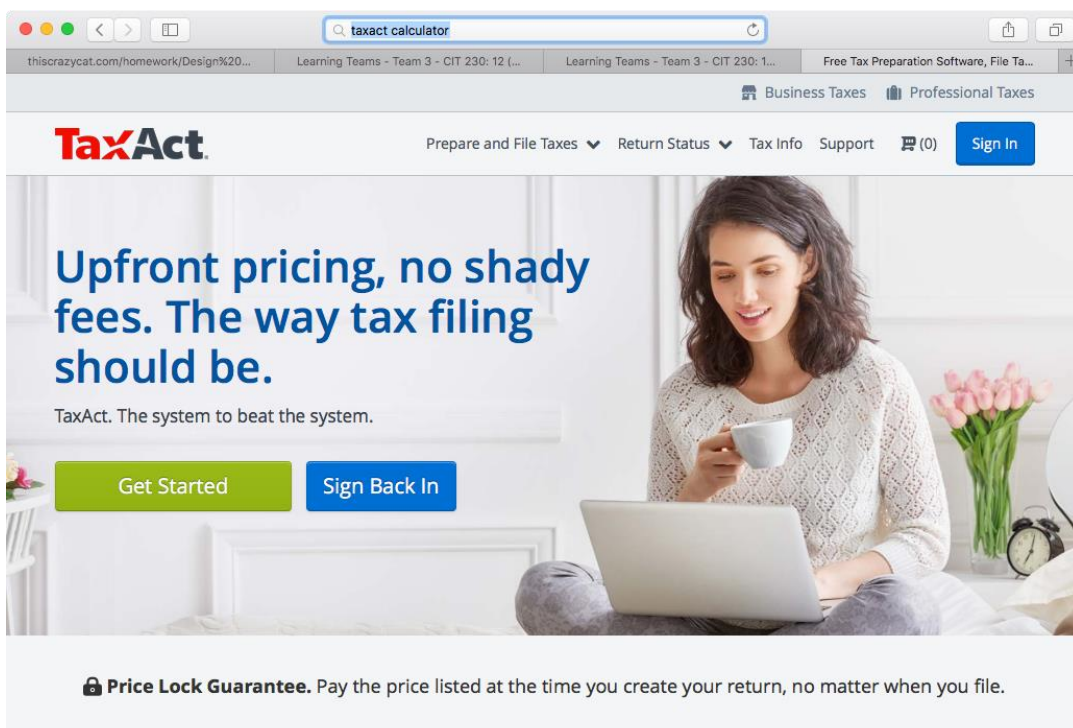 taxact calculator
thiscrazycat.com/homework/Design%20...
Learning Teams - Team 3 - CIT 230: 12 (...
Learning Teams - Team 3 - CIT 230: 1...
Free Tax Preparation Software, File Ta...
Business Taxes
Professional Taxes
TaxAct.
Prepare and File Taxes
Return Status
Tax Info
Support
(0)
Sign In
Upfront pricing, no shady
fees. The way tax filing
should be.
TaxAct. The system to beat the system.
Get Started
Sign Back In
Price Lock Guarantee. Pay the price listed at the time you create your return, no matter when you file.